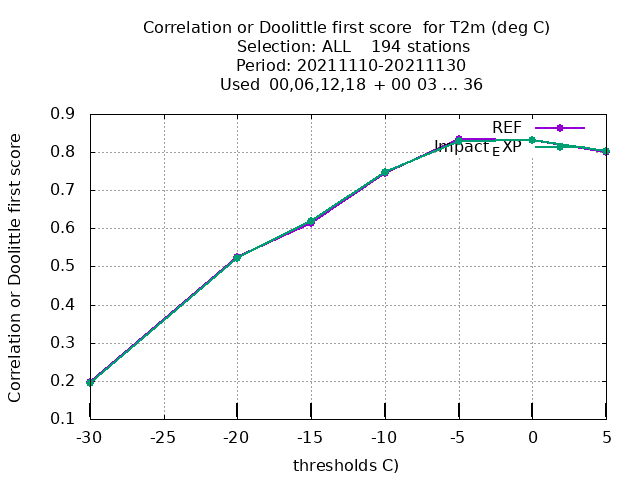 Correlation or Doolittle first score  for T2m (deg C)
Selection: ALL    194 stations
Period: 20211110-20211130
Used  00,06,12,18  + 00 03 ... 36
Correlation or Doolittle first score
0.9
0.8
0.7
0.6
0.5
0.4
0.3
0.2
0.1
REF
Impact_EXP
-30 -25 -20 -15 -10 -5 0 5
thresholds C)